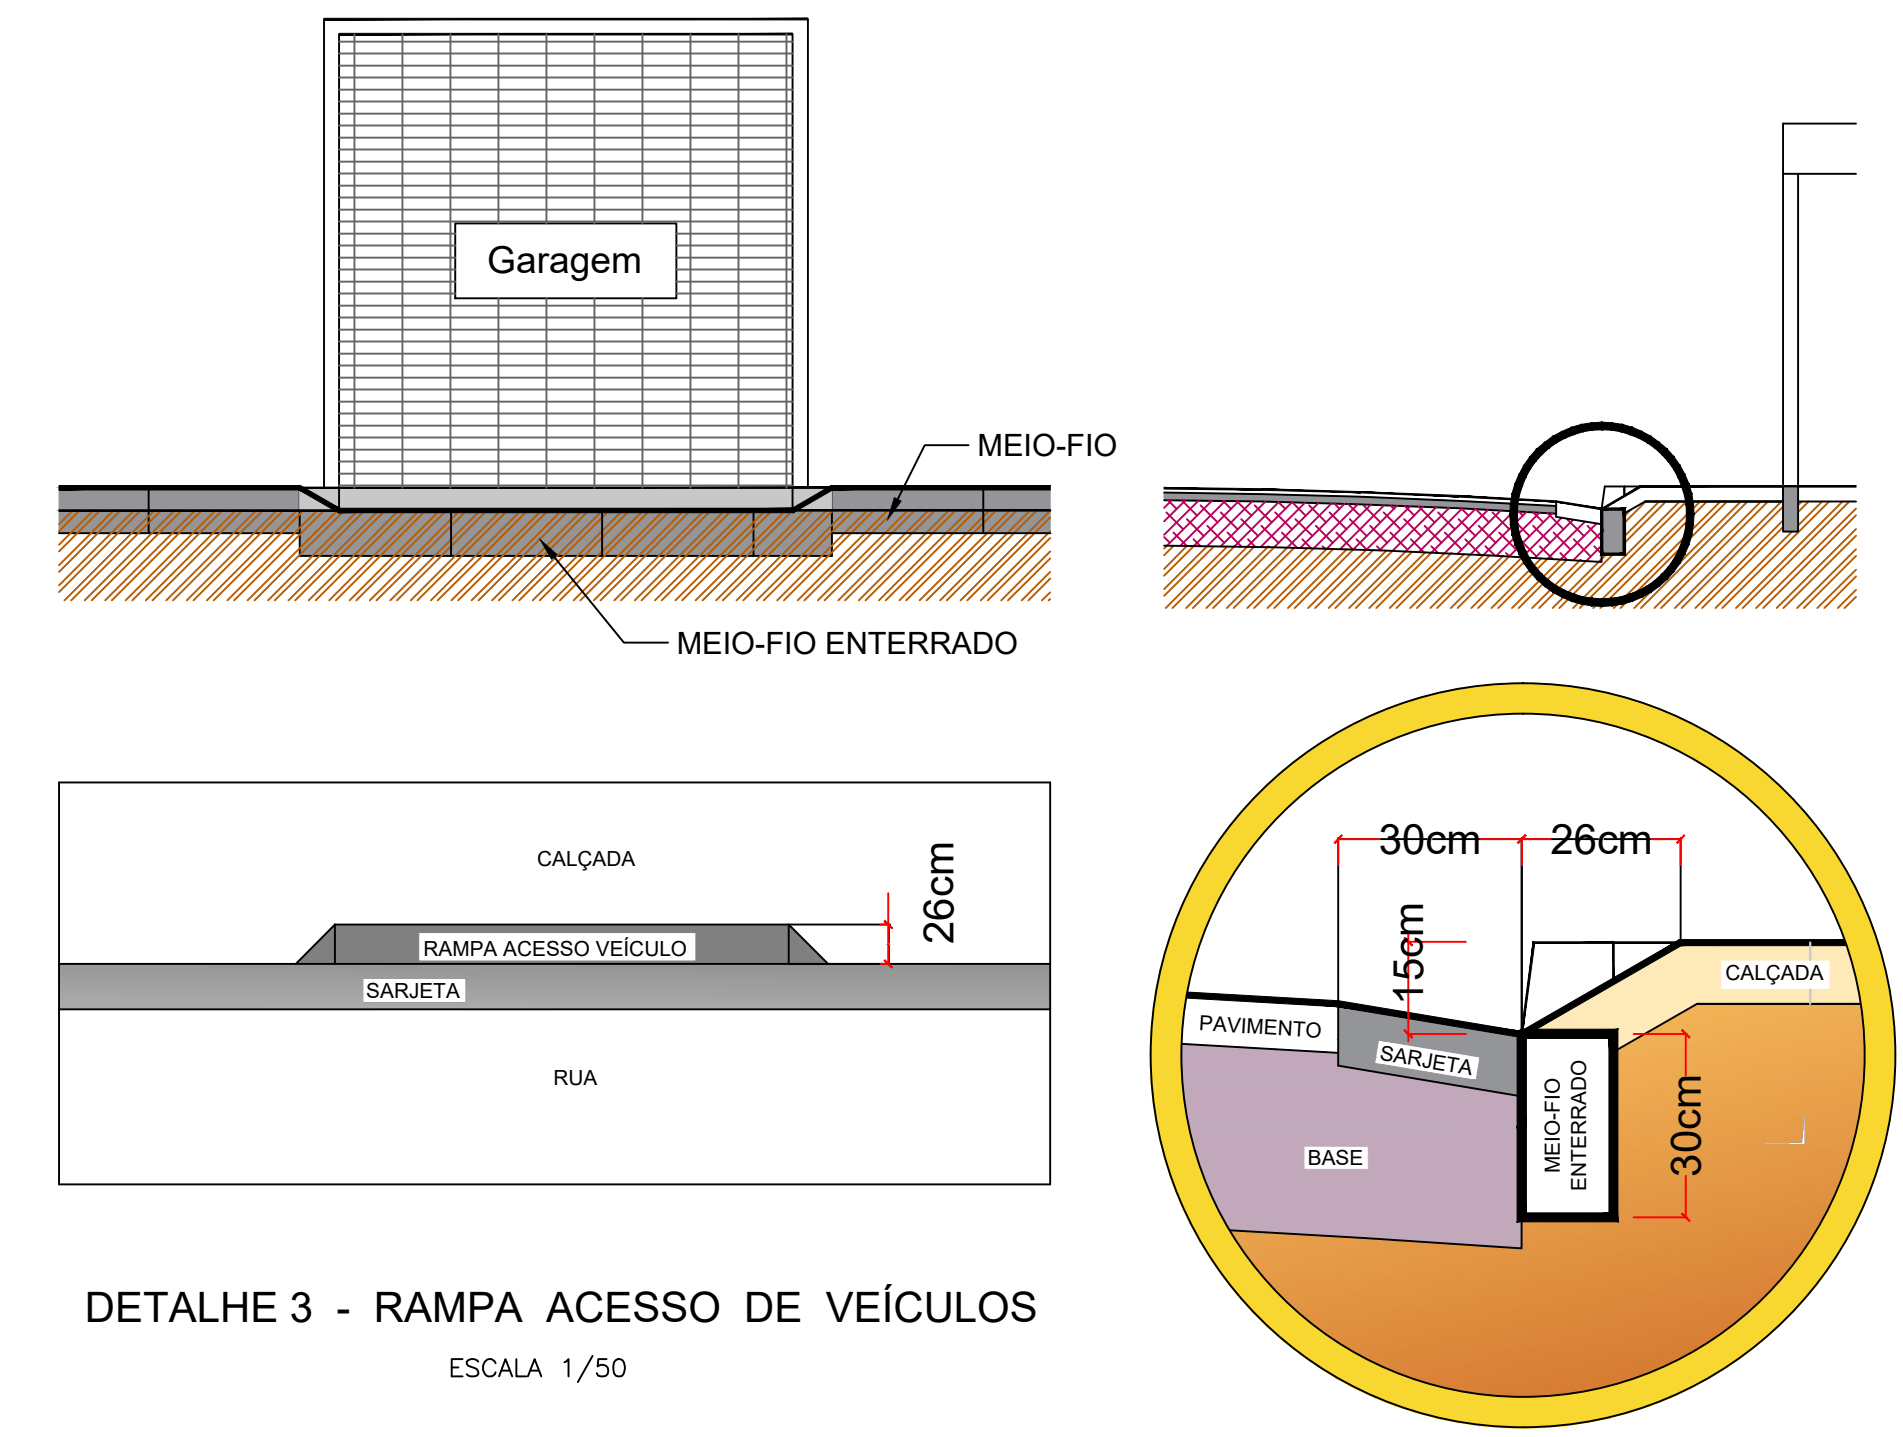 Garagem
MEIO-FIO
MEIO-FIO ENTERRADO
CALÇADA
26cm
RAMPA ACESSO VEÍCULO
SARJETA
RUA
30cm
26cm
15cm
CALÇADA
PAVIMENTO
SARJETA
MEIO-FIO
ENTERRADO
30cm
BASE
DETALHE 3 - RAMPA ACESSO DE VEÍCULOS
ESCALA 1/50